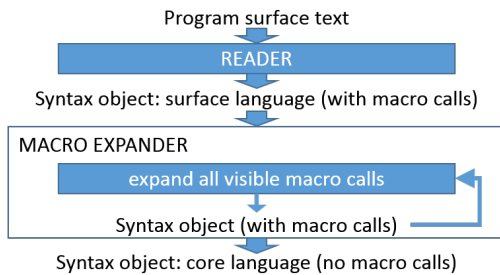 Program surface text
READER
Syntax object: surface language (with macro calls)
MACRO EXPANDER
expand all visible macro calls
Syntax object (with macro calls)
Syntax object: core language (no macro calls)